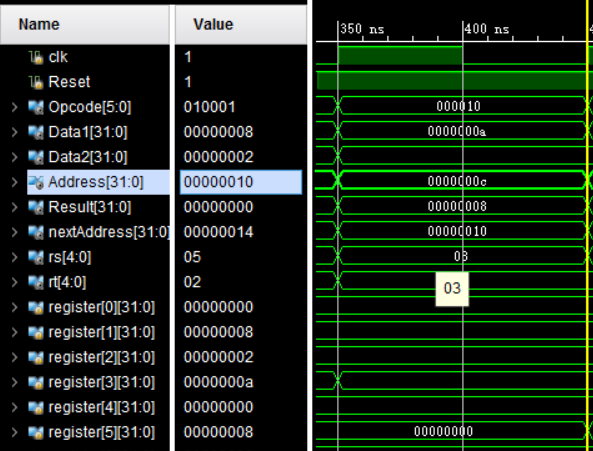 Name Value 350 ns 400 ns
clk 1
Reset 1
Opcode[5:0] 010001 000010
Data1[31:0] 00000008 0000000a
Data2[31:0] 00000002
Address[31:0] 00000010 0000000c
Result[31:0] 00000000 00000008
nextAddress[31:0] 00000014 00000010
rs[4:0] 05 03
rt[4:0] 02 03
register[0][31:0] 00000000
register[1][31:0] 00000008
register[2][31:0] 00000002
register[3][31:0] 0000000a
register[4][31:0] 00000000
register[5][31:0] 00000008 00000000